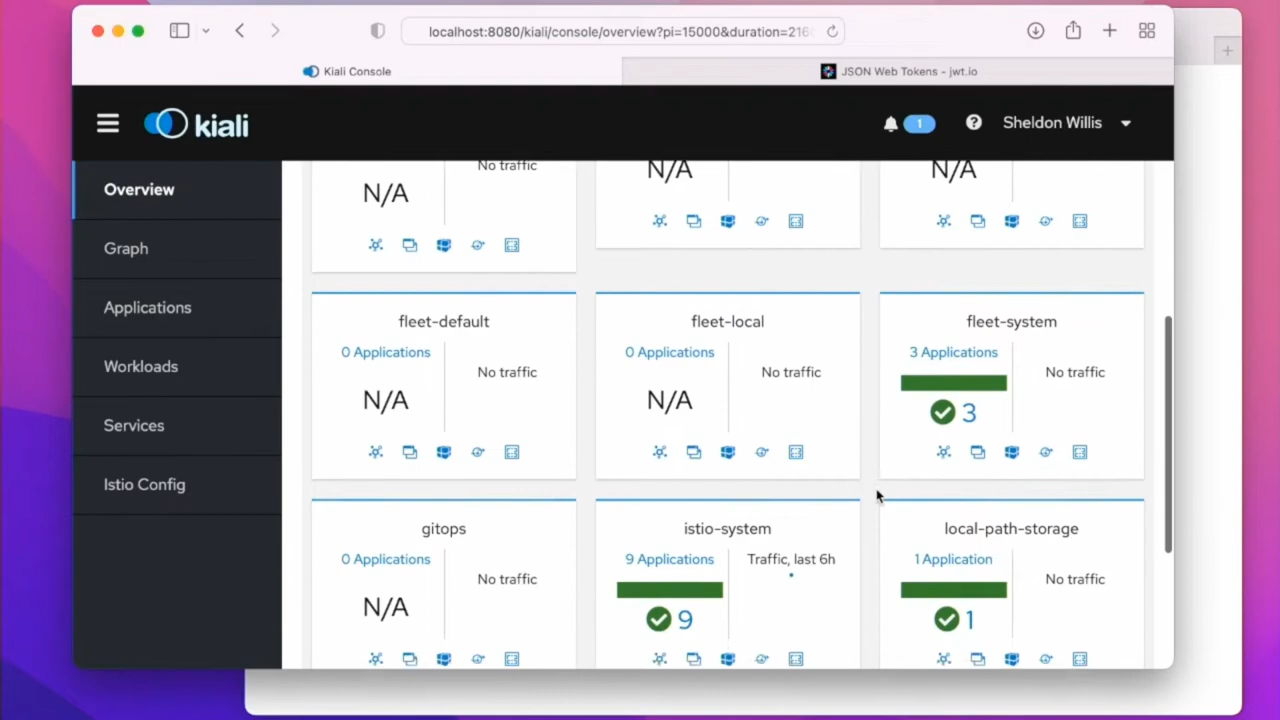 localhost:8080/kiali/console/overview?pi=15000&duration=216
Kiali Console
JSON Web Tokens - jwt.io
kiali
1
Sheldon Willis
Overview
Graph
Applications
Workloads
Services
Istio Config
N/A
No traffic
N/A
N/A
fleet-default
0 Applications
N/A
No traffic
fleet-local
0 Applications
N/A
No traffic
fleet-system
3 Applications
3
No traffic
gitops
0 Applications
N/A
No traffic
istio-system
9 Applications
9
Traffic, last 6h
local-path-storage
1 Application
1
No traffic